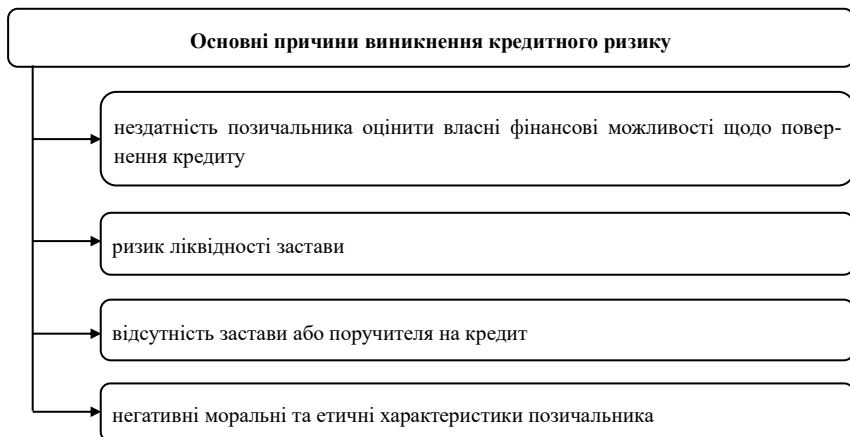 Основні причини виникнення кредитного ризику
нездатність позичальника оцінити власні фінансові можливості щодо повер-
нення кредиту
ризик ліквідності застави
відсутність застави або поручителя на кредит
негативні моральні та етичні характеристики позичальника